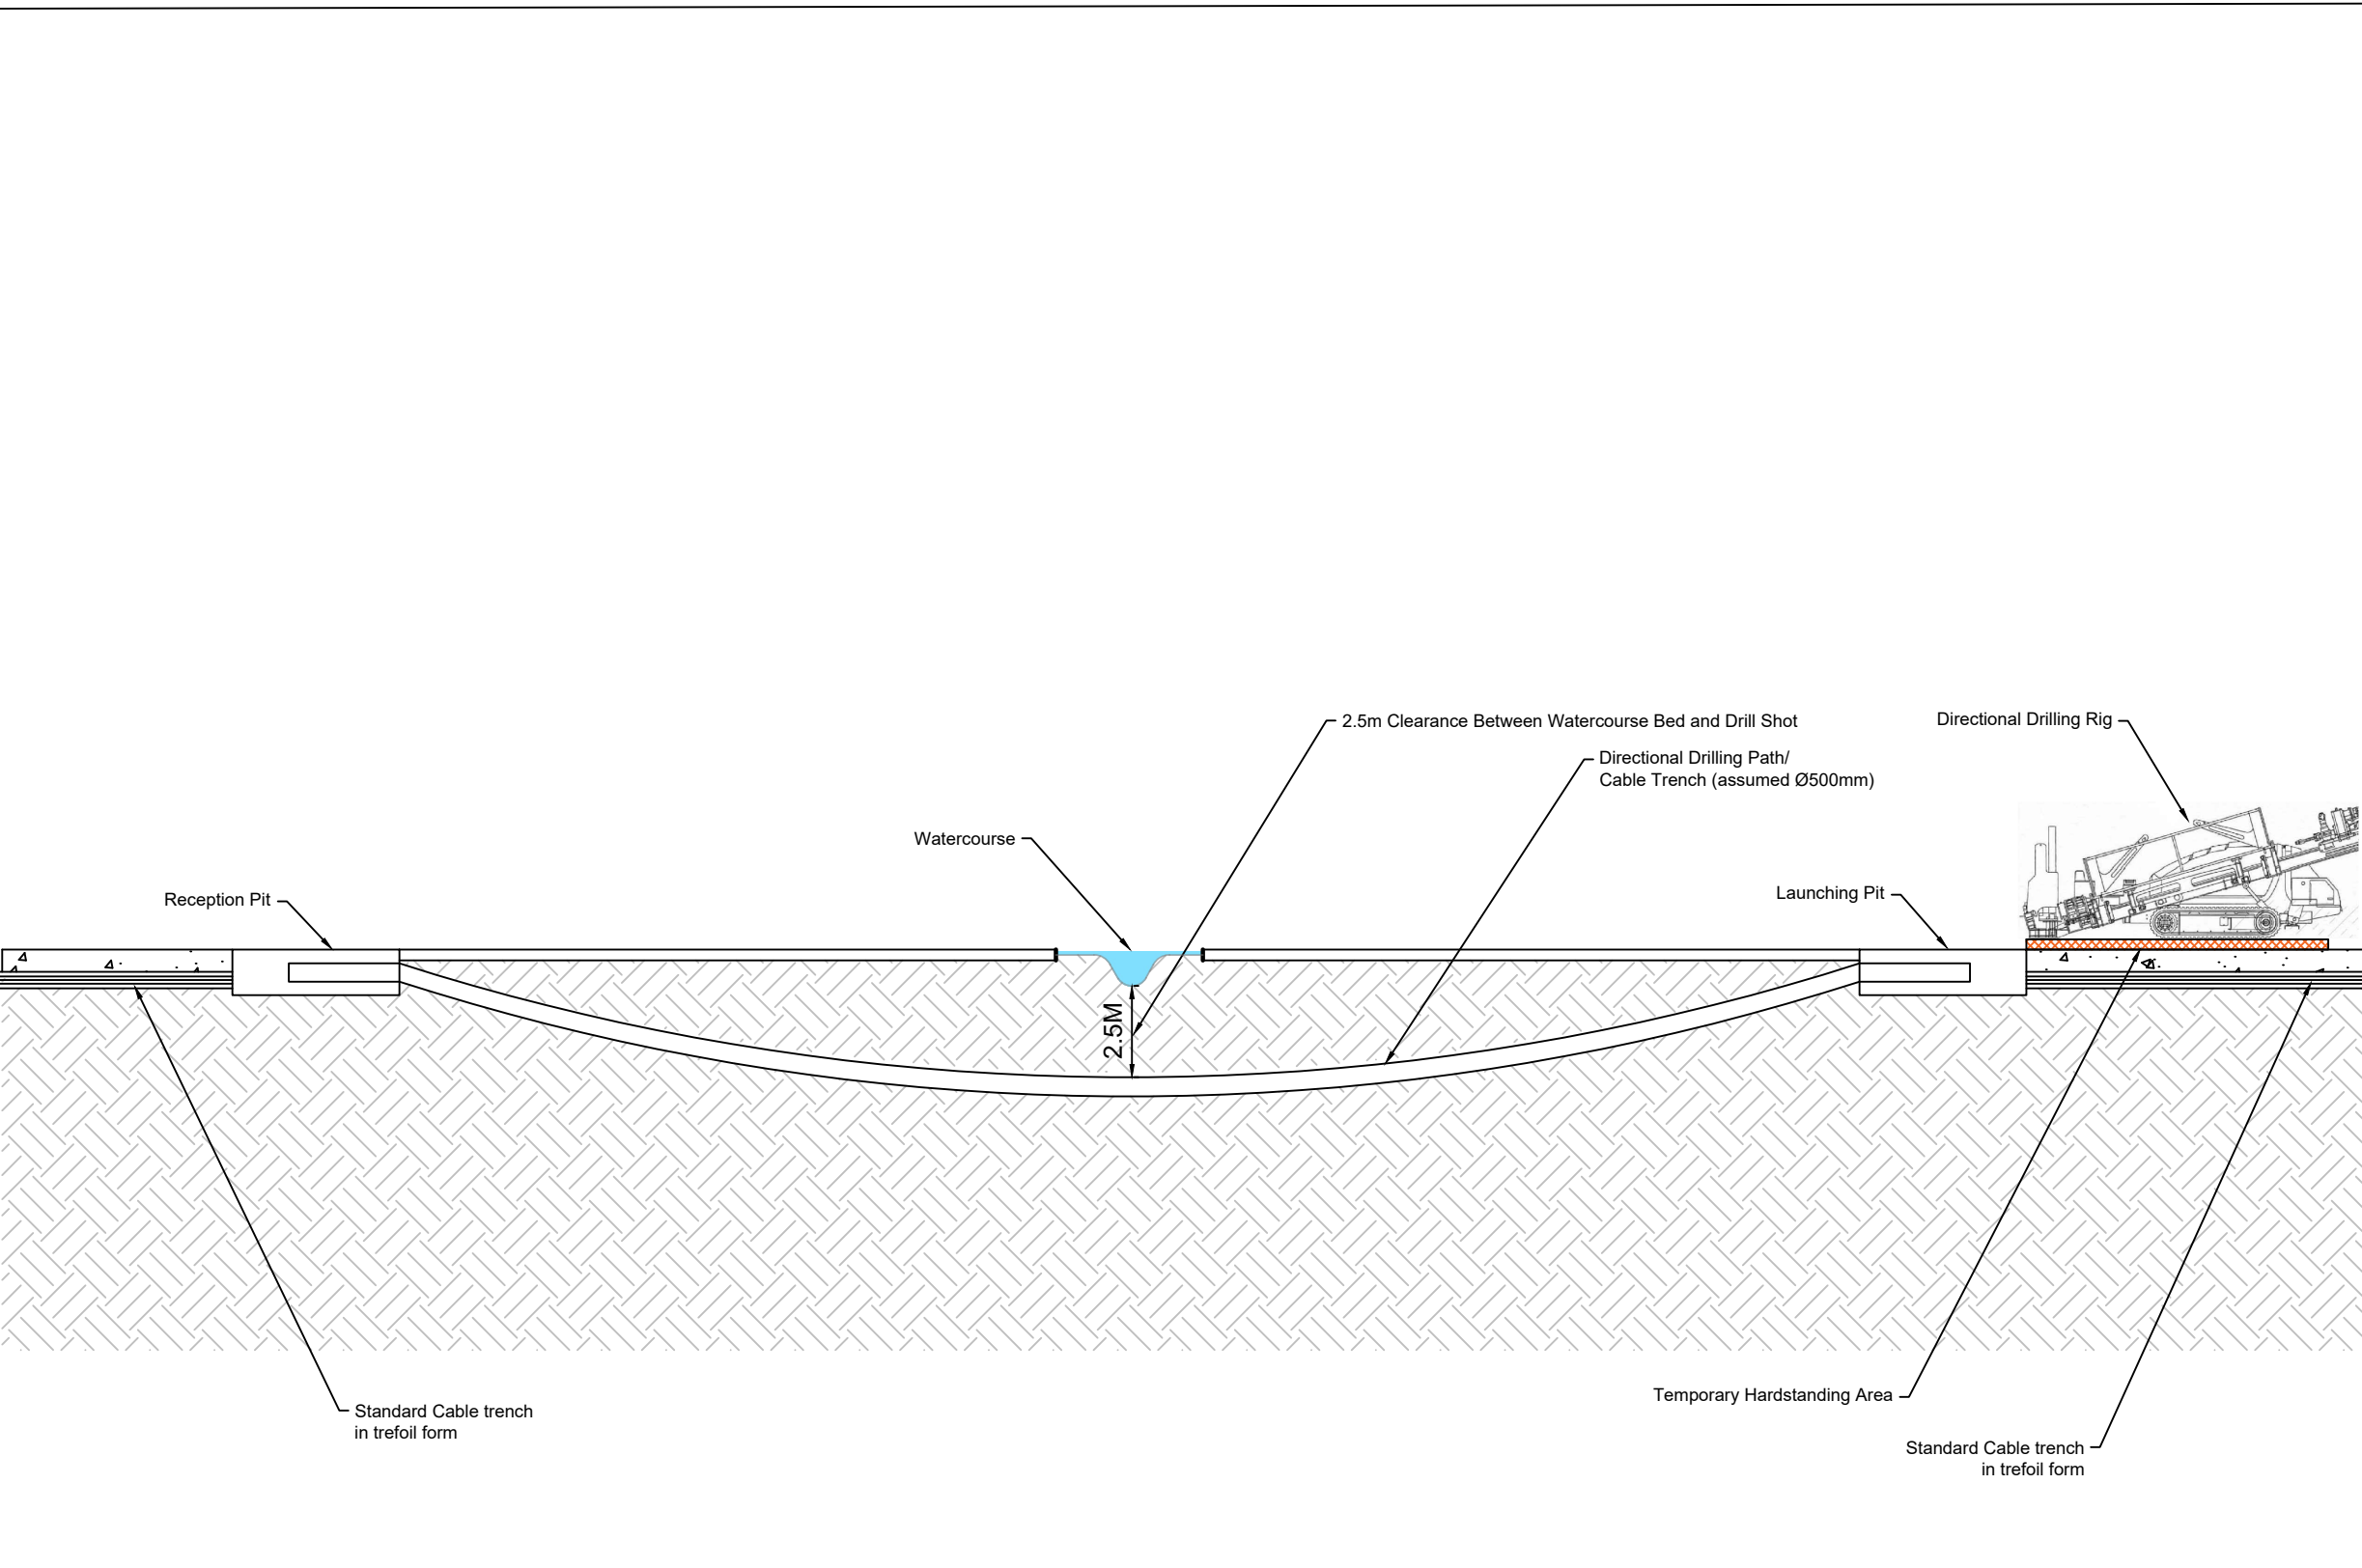 2.5m Clearance Between Watercourse Bed and Drill Shot
Directional Drilling Rig
Directional Drilling Path/
Cable Trench (assumed Ø500mm)
Watercourse
Reception Pit
Launching Pit
2.5M
Temporary Hardstanding Area
Standard Cable trench
in trefoil form
Standard Cable trench
in trefoil form